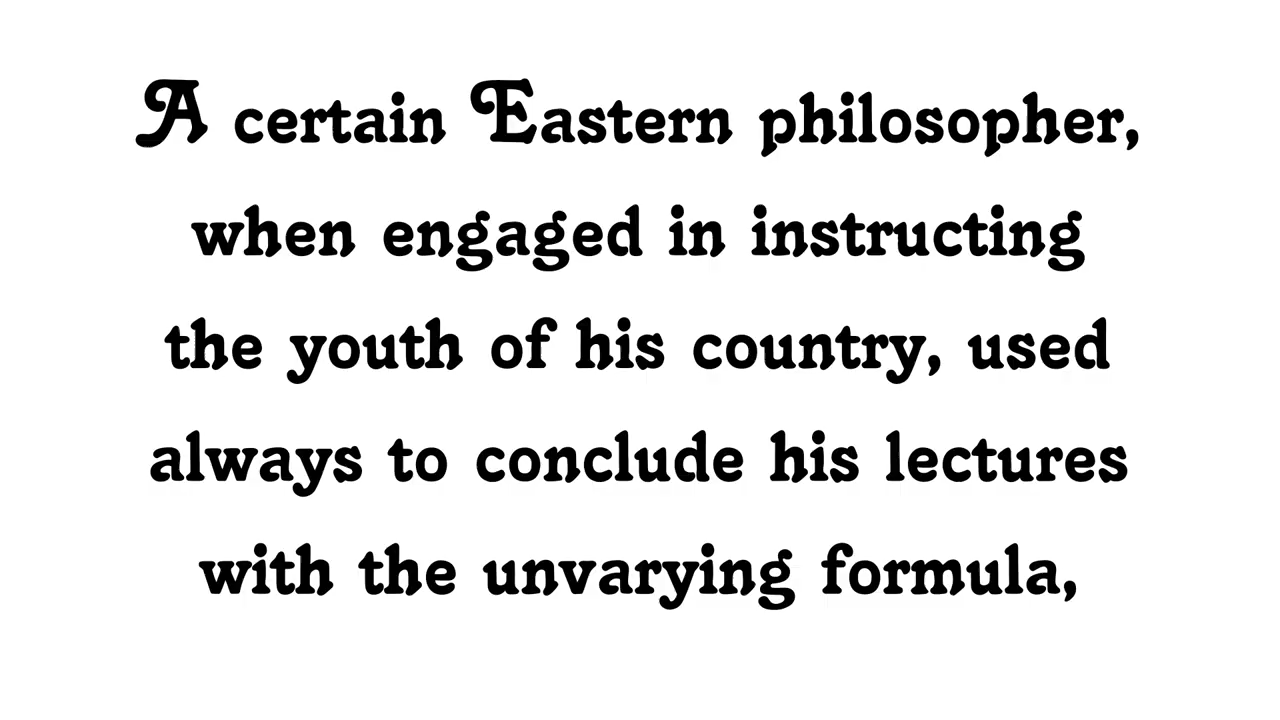 A certain Eastern philosopher,
when engaged in instructing
the youth of his country, used
always to conclude his lectures
with the unvarying formula,